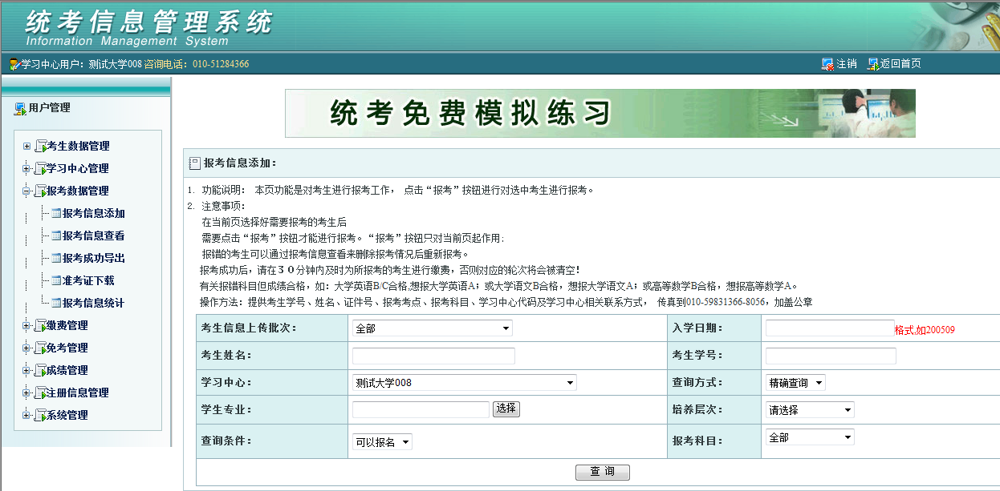 统考信息管理系统
Information Management System
学习中心用户：测试大学008 咨询电话：010-51284366
注销 返回首页
用户管理
考生数据管理
学习中心管理
报考数据管理
报考信息添加
报考信息查看
报考成功导出
准考证下载
报考信息统计
缴费管理
免考管理
成绩管理
注册信息管理
系统管理
统考免费模拟练习
报考信息添加：
1. 功能说明： 本页功能是对考生进行报考工作， 点击“报考”按钮进行对选中考生进行报考。
2. 注意事项：
在当前页选择好需要报考的考生后
需要点击“报考”按钮才能进行报考。“报考”按钮只对当前页起作用；
报错的考生可以通过报考信息查看来删除报考情况后重新报考。
报考成功后，请在３０分钟内及时为所报考的考生进行缴费，否则对应的轮次将会被清空！
有关报错科目但成绩合格，如：大学英语B/C合格,想报大学英语A；或大学语文B合格，想报大学语文A；或高等数学B合格，想报高等数学A。
操作方法：提供考生学号、姓名、证件号、报考考点、报考科目、学习中心代码及学习中心相关联系方式， 传真到010-59831366-8056，加盖公章
考生信息上传批次： 全部 入学日期： 格式,如200509
考生姓名： 考生学号：
学习中心： 测试大学008 查询方式： 精确查询
学生专业： 选择 培养层次： 请选择
查询条件： 可以报名 报考科目： 全部
查 询